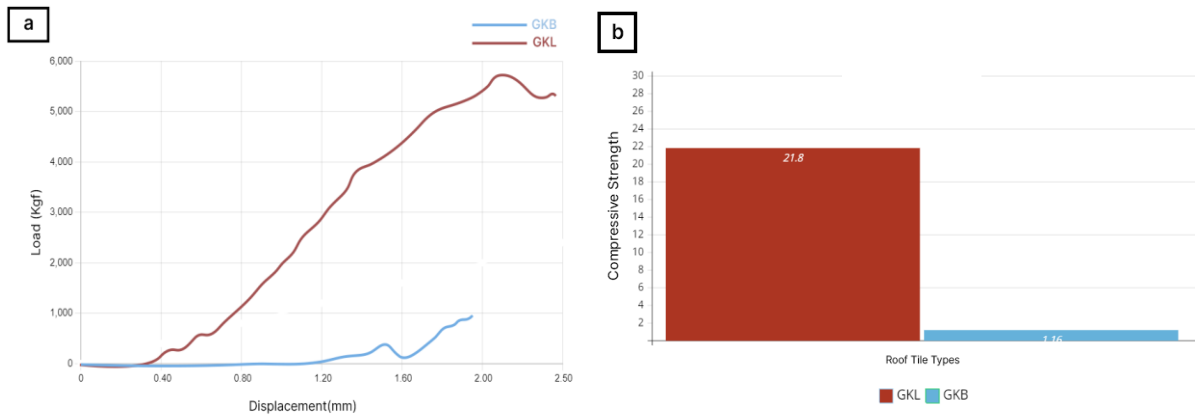 a
GKB
GKL
6,000
5,000
4,000
3,000
2,000
1,000
0
Load (Kgf)
0 0.40 0.80 1.20 1.60 2.00 2.50
Displacement(mm)
b
30
28
26
24
22
20
18
16
14
12
10
8
6
4
2
Compressive Strength
21.8
1.16
Roof Tile Types
GKL GKB